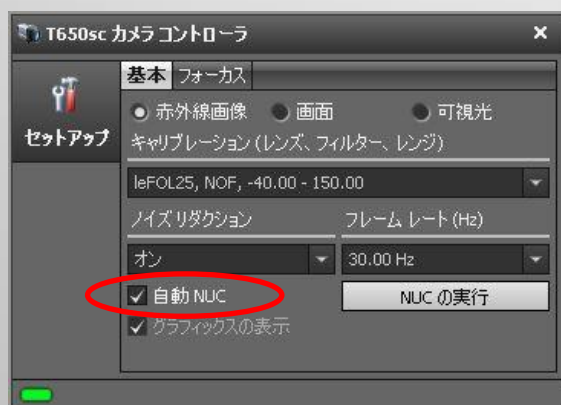 T650sc カメラコントローラ
セットアップ
基本 フォーカス
赤外線画像 画面 可視光
キャリブレーション (レンズ、フィルター、レンジ)
leFOL25, NOF, -40.00 - 150.00
ノイズリダクション フレーム レート (Hz)
オン 30.00 Hz
自動 NUC NUC の実行
グラフィックスの表示